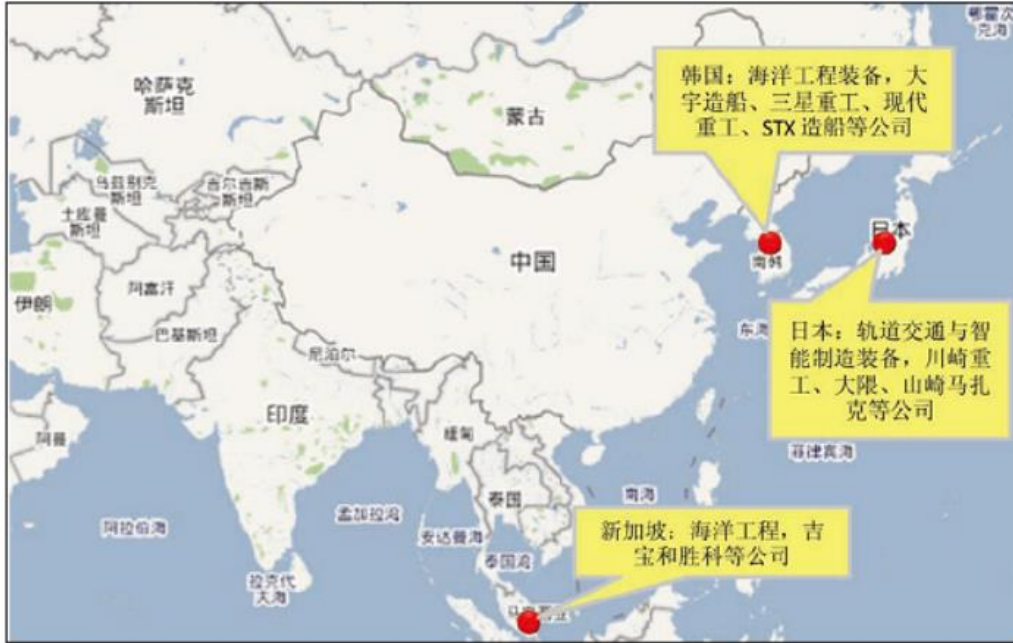 鄂霍次
克海
韩国：海洋工程装备，大
宇造船、三星重工、现代
重工、STX 造船等公司
哈萨克
斯坦
蒙古
乌兹别克
斯坦
吉尔吉斯
斯坦
土库曼
斯坦
日本
中国
南韩
阿富汗
伊朗
巴基斯坦
东海
尼泊尔
日本：轨道交通与智
能制造装备，川崎重
工、大隈、山崎马扎
克等公司
印度
阿曼
缅甸
菲律宾海
泰国
南海
孟加拉湾
阿拉伯海
安达曼海
新加坡：海洋工程，吉
宝和胜科等公司
泰国湾
拉克代
夫海